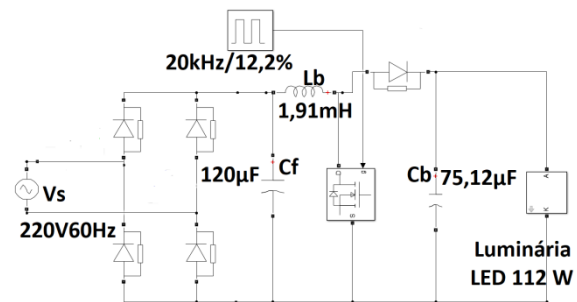 20kHz/12,2%
Lb
1,91mH
120µF
Cf
Cb
75,12µF
Vs
220V60Hz
g
D
S
A
K
Luminária
LED 112 W